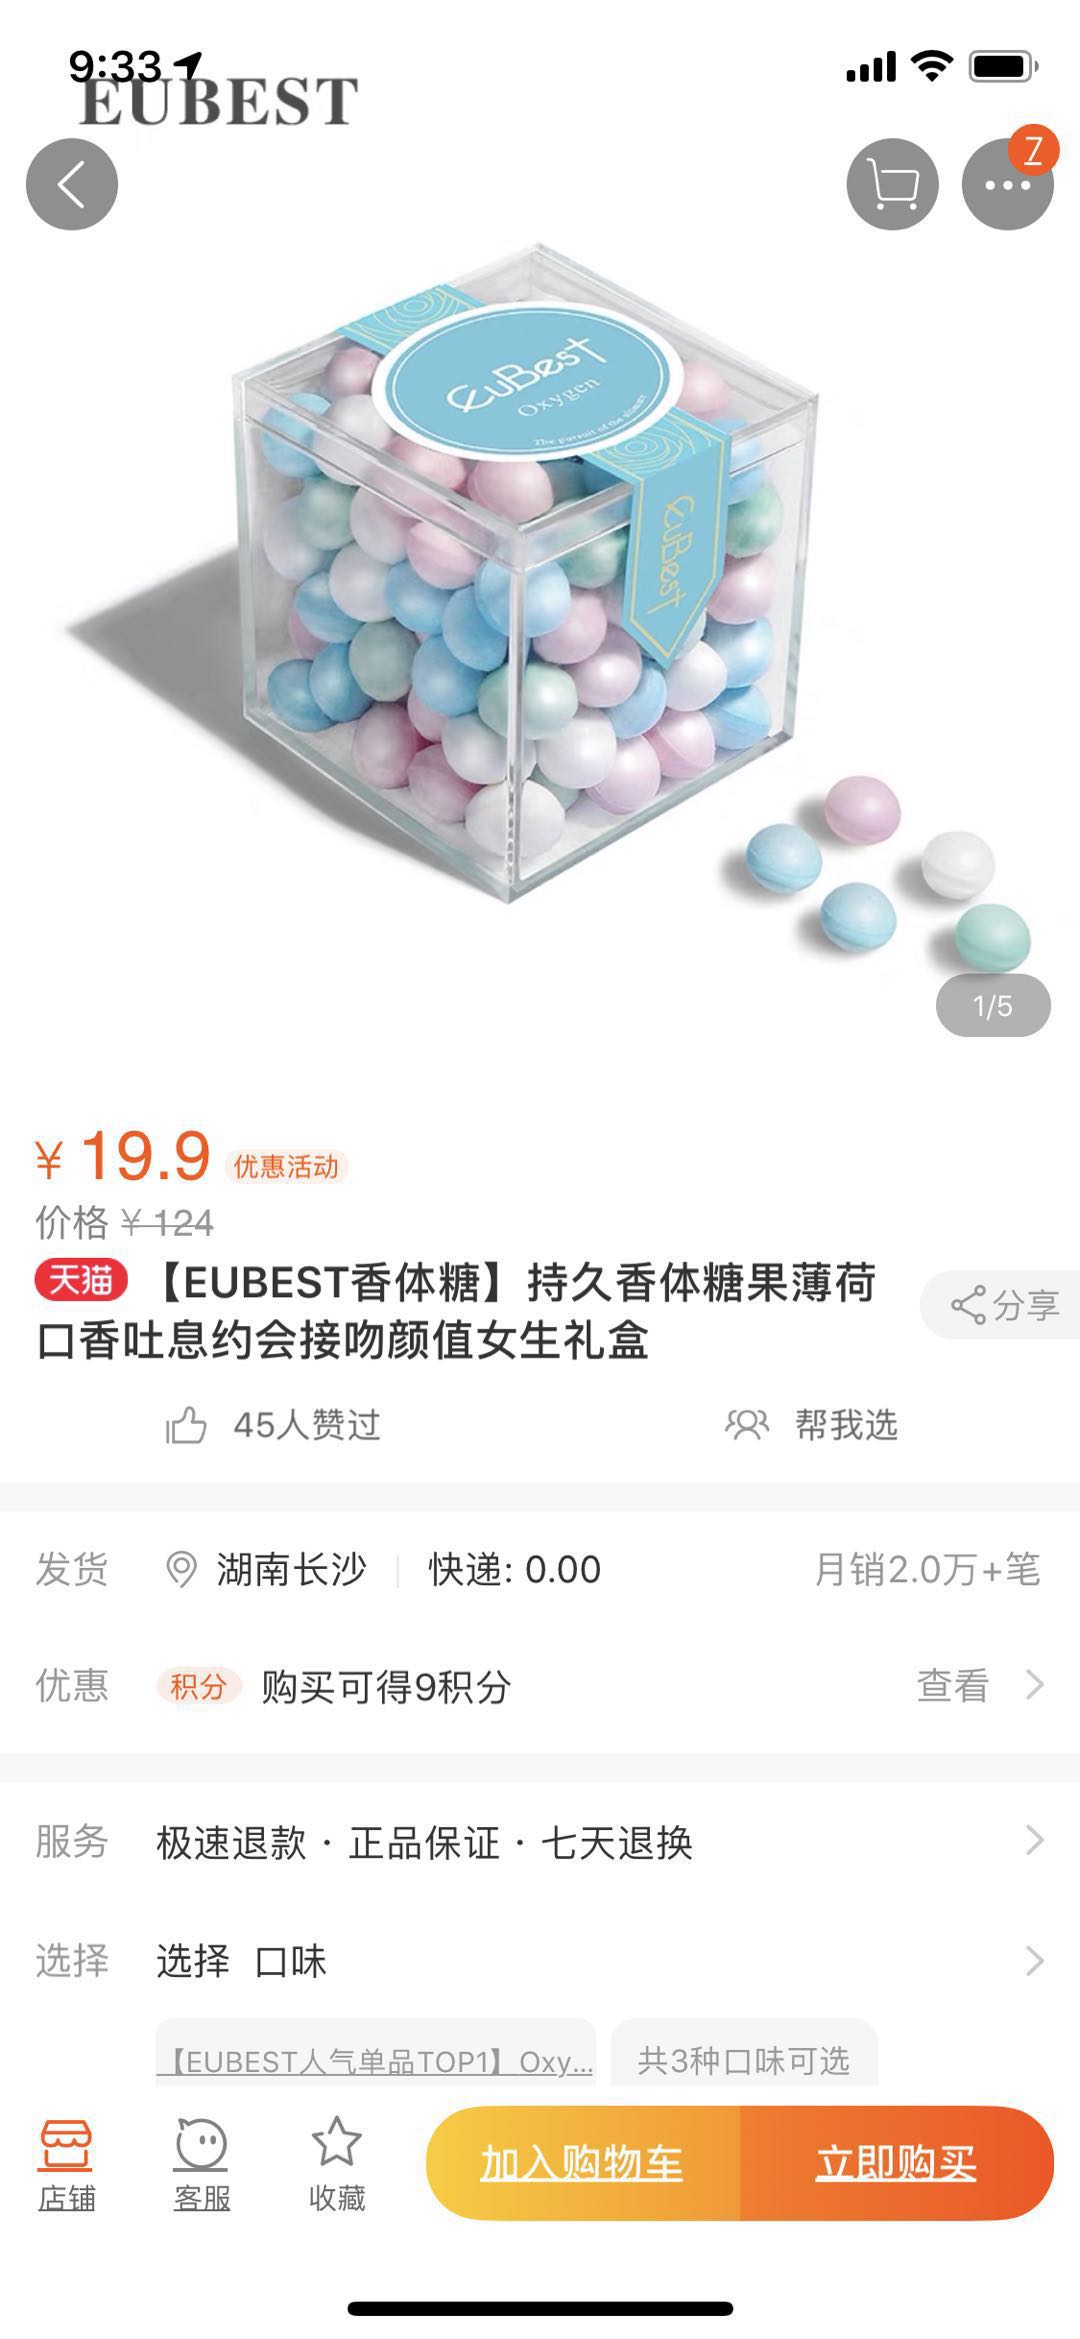 9:33
EUBEST
7
EuBest
Oxygen
The pursuit of the ultimate
EuBest
1/5
¥ 19.9 优惠活动
价格 ¥ 124
天猫 【EUBEST香体糖】持久香体糖果薄荷
口香吐息约会接吻颜值女生礼盒
分享
45人赞过 帮我选
发货 湖南长沙 快递: 0.00 月销2.0万+笔
优惠 积分 购买可得9积分 查看
服务 极速退款 · 正品保证 · 七天退换
选择 选择 口味
【EUBEST人气单品TOP1】Oxy... 共3种口味可选
店铺 客服 收藏 加入购物车 立即购买